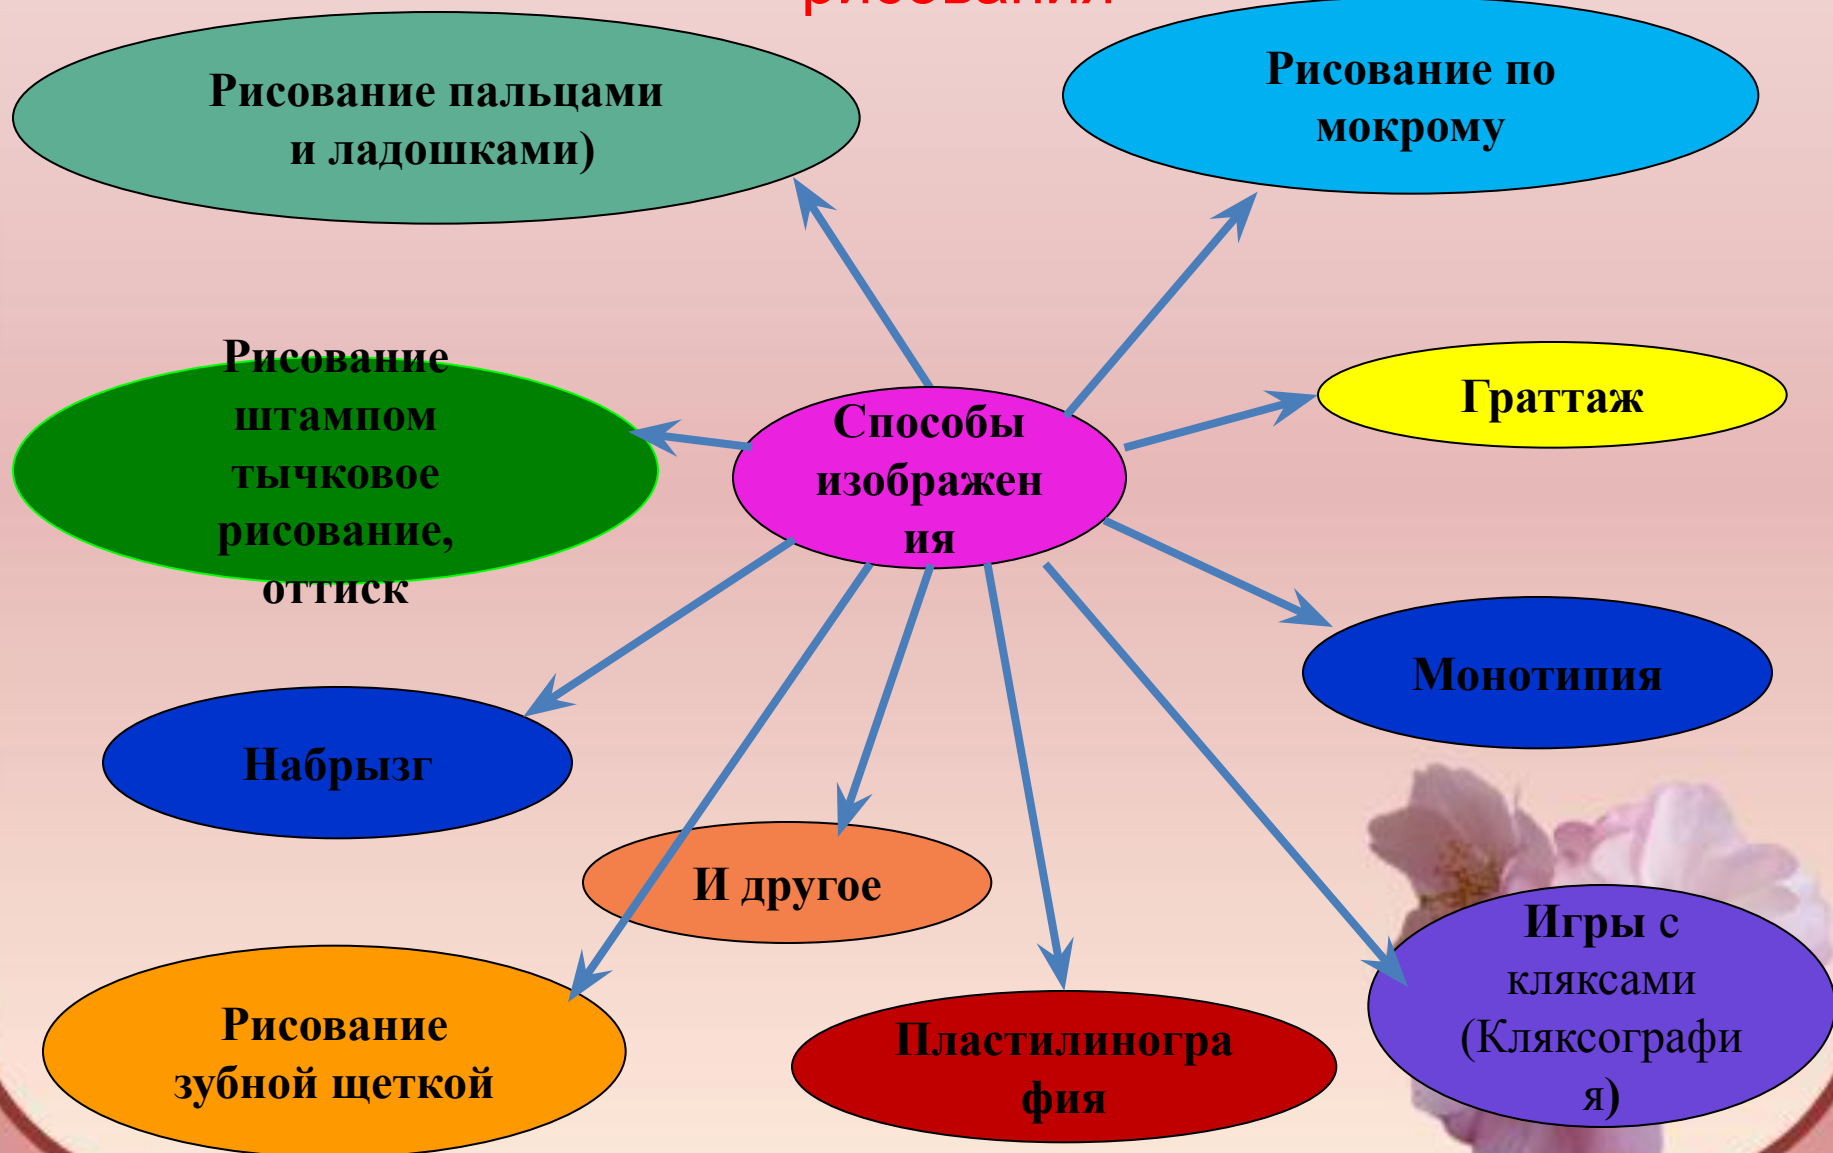 рисования
Рисование пальцами
и ладошками)
Рисование по
мокрому
Рисование
штампом
тычковое
рисование,
оттиск
Способы
изображен
ия
Граттаж
Монотипия
Набрызг
И другое
Игры с
кляксами
(Кляксографи
я)
Рисование
зубной щеткой
Пластилиногра
фия